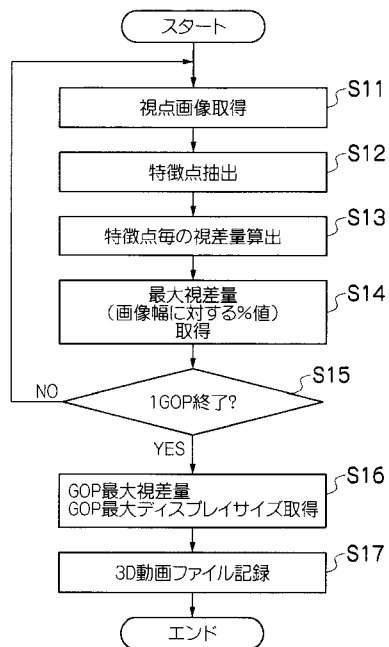 スタート
視点画像取得
S11
特徴点抽出
S12
特徴点毎の視差量算出
S13
最大視差量
（画像幅に対する%値）
取得
S14
1GOP終了?
S15
NO
YES
GOP最大視差量
GOP最大ディスプレイサイズ取得
S16
3D動画ファイル記録
S17
エンド